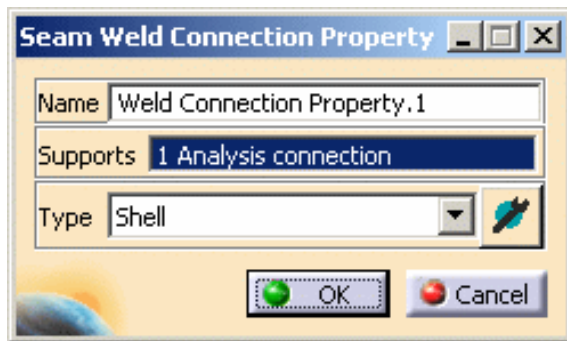 Seam Weld Connection Property
Name Weld Connection Property.1
Supports 1 Analysis connection
Type Shell
OK Cancel